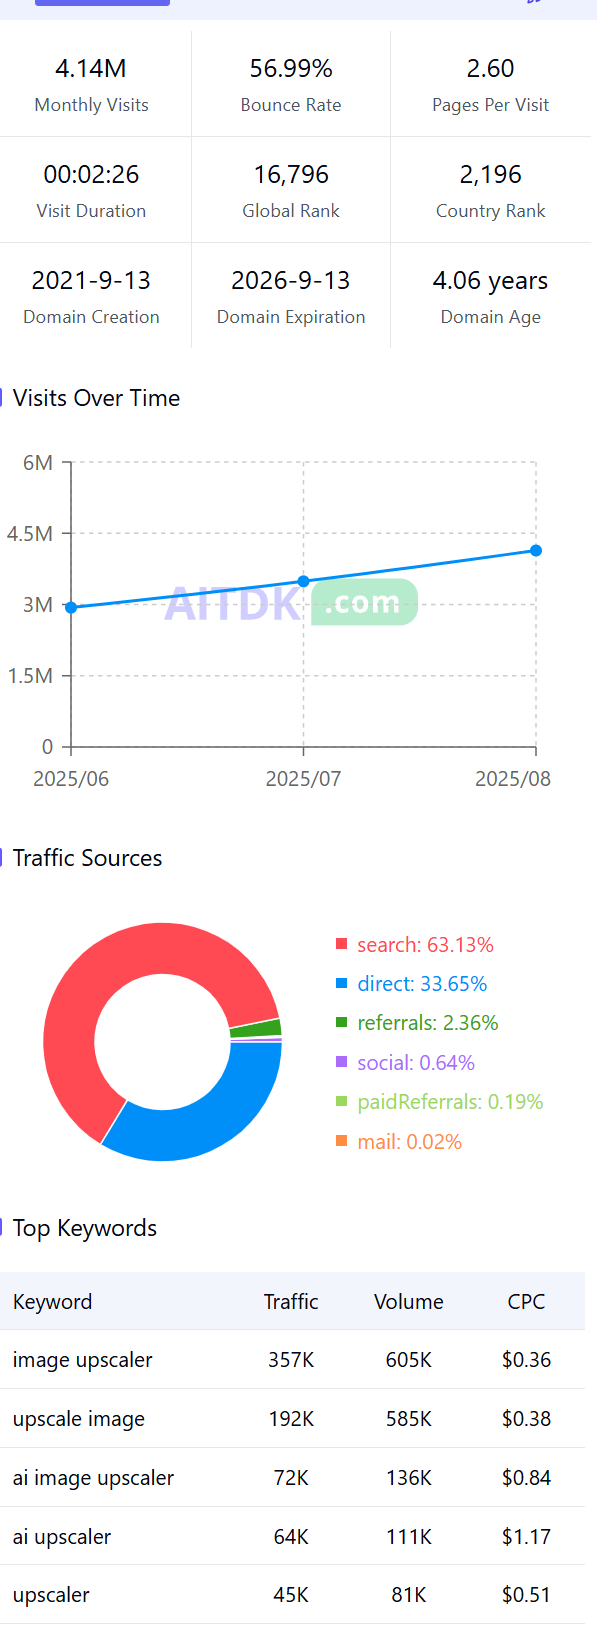 4.14M
Monthly Visits
56.99%
Bounce Rate
2.60
Pages Per Visit
00:02:26
Visit Duration
16,796
Global Rank
2,196
Country Rank
2021-9-13
Domain Creation
2026-9-13
Domain Expiration
4.06 years
Domain Age
Visits Over Time
6M
4.5M
3M
1.5M
0
AITDK .com
2025/06 2025/07 2025/08
Traffic Sources
search: 63.13%
direct: 33.65%
referrals: 2.36%
social: 0.64%
paidReferrals: 0.19%
mail: 0.02%
Top Keywords
Keyword Traffic Volume CPC
image upscaler 357K 605K $0.36
upscale image 192K 585K $0.38
ai image upscaler 72K 136K $0.84
ai upscaler 64K 111K $1.17
upscaler 45K 81K $0.51